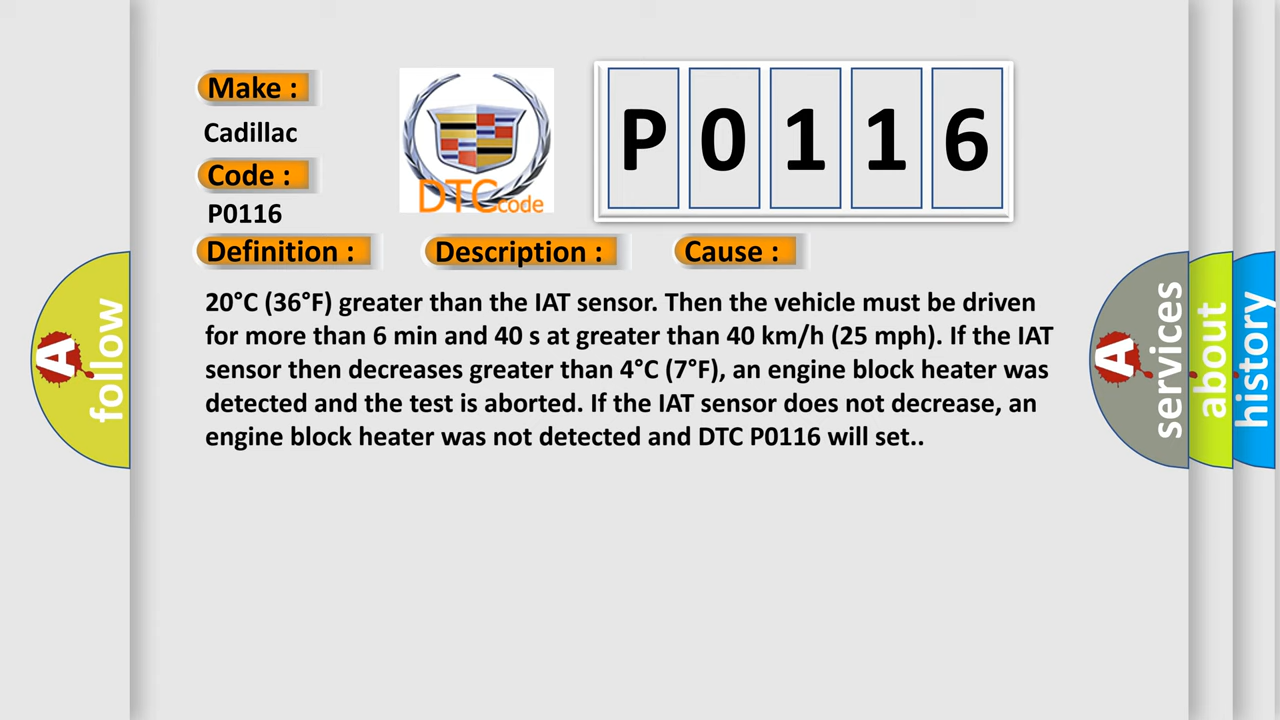 Make :
Cadillac
Code :
P0116
DTC code
P 0 1 1 6
Definition :
Description :
Cause :
20°C (36°F) greater than the IAT sensor. Then the vehicle must be driven
for more than 6 min and 40 s at greater than 40 km/h (25 mph). If the IAT
sensor then decreases greater than 4°C (7°F), an engine block heater was
detected and the test is aborted. If the IAT sensor does not decrease, an
engine block heater was not detected and DTC P0116 will set..
A follow
A services
about
history